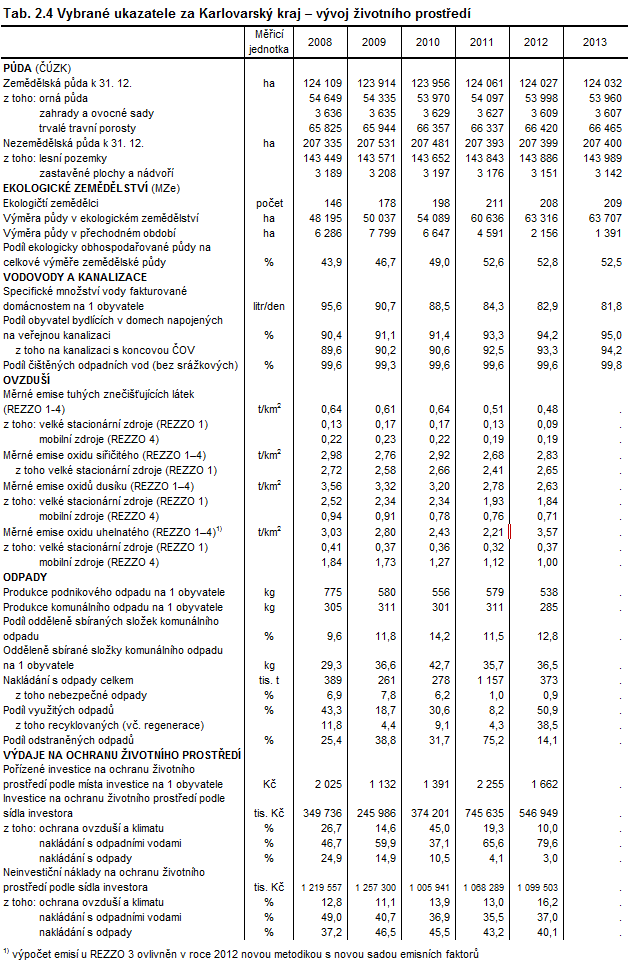 Tab. 2.4 Vybrané ukazatele za Karlovarský kraj – vývoj životního prostředí
Měřicí jednotka 2008 2009 2010 2011 2012 2013
PŮDA (ČÚZK)
Zemědělská půda k 31. 12. ha 124 109 123 914 123 956 124 061 124 027 124 032
z toho: orná půda 54 649 54 335 53 970 54 097 53 998 53 960
zahrady a ovocné sady 3 636 3 635 3 629 3 627 3 609 3 607
trvalé travní porosty 65 825 65 944 66 357 66 337 66 420 66 465
Nezemědělská půda k 31. 12. ha 207 335 207 531 207 481 207 393 207 399 207 400
z toho: lesní pozemky 143 449 143 571 143 652 143 843 143 886 143 989
zastavěné plochy a nádvoří 3 189 3 208 3 197 3 176 3 151 3 142
EKOLOGICKÉ ZEMĚDĚLSTVÍ (MZe)
Ekologičtí zemědělci počet 146 178 198 211 208 209
Výměra půdy v ekologickém zemědělství ha 48 195 50 037 54 089 60 636 63 316 63 707
Výměra půdy v přechodném období ha 6 286 7 799 6 647 4 591 2 156 1 391
Podíl ekologicky obhospodařované půdy na
celkové výměře zemědělské půdy % 43,9 46,7 49,0 52,6 52,8 52,5
VODOVODY A KANALIZACE
Specifické množství vody fakturované
domácnostem na 1 obyvatele litr/den 95,6 90,7 88,5 84,3 82,9 81,8
Podíl obyvatel bydlících v domech napojených
na veřejnou kanalizaci % 90,4 91,1 91,4 93,3 94,2 95,0
z toho na kanalizaci s koncovou ČOV 89,6 90,2 90,6 92,5 93,3 94,2
Podíl čištěných odpadních vod (bez srážkových) % 99,6 99,3 99,6 99,6 99,6 99,8
OVZDUŠÍ
Měrné emise tuhých znečišťujících látek
(REZZO 1-4) t/km² 0,64 0,61 0,64 0,51 0,48 .
z toho: velké stacionární zdroje (REZZO 1) 0,13 0,17 0,17 0,13 0,09 .
mobilní zdroje (REZZO 4) 0,22 0,23 0,22 0,19 0,19 .
Měrné emise oxidu siřičitého (REZZO 1–4) t/km² 2,98 2,76 2,92 2,68 2,83 .
z toho velké stacionární zdroje (REZZO 1) 2,72 2,58 2,66 2,41 2,65 .
Měrné emise oxidů dusíku (REZZO 1–4) t/km² 3,56 3,32 3,20 2,78 2,63 .
z toho: velké stacionární zdroje (REZZO 1) 2,52 2,34 2,34 1,93 1,84 .
mobilní zdroje (REZZO 4) 0,94 0,91 0,78 0,76 0,71 .
Měrné emise oxidu uhelnatého (REZZO 1–4)¹⁾ t/km² 3,03 2,80 2,43 2,21 3,57 .
z toho: velké stacionární zdroje (REZZO 1) 0,41 0,37 0,36 0,32 0,37 .
mobilní zdroje (REZZO 4) 1,84 1,73 1,27 1,12 1,00 .
ODPADY
Produkce podnikového odpadu na 1 obyvatele kg 775 580 556 579 538 .
Produkce komunálního odpadu na 1 obyvatele kg 305 311 301 311 285 .
Podíl odděleně sbíraných složek komunálního
odpadu % 9,6 11,8 14,2 11,5 12,8 .
Odděleně sbírané složky komunálního odpadu
na 1 obyvatele kg 29,3 36,6 42,7 35,7 36,5 .
Nakládání s odpady celkem tis. t 389 261 278 1 157 373 .
z toho nebezpečné odpady % 6,9 7,8 6,2 1,0 0,9 .
Podíl využitých odpadů % 43,3 18,7 30,6 8,2 50,9 .
z toho recyklovaných (vč. regenerace) 11,8 4,4 9,1 4,3 38,5 .
Podíl odstraněných odpadů % 25,4 38,8 31,7 75,2 14,1 .
VÝDAJE NA OCHRANU ŽIVOTNÍHO PROSTŘEDÍ
Pořízené investice na ochranu životního
prostředí podle místa investice na 1 obyvatele Kč 2 025 1 132 1 391 2 255 1 662 .
Investice na ochranu životního prostředí podle
sídla investora tis. Kč 349 736 245 986 374 201 745 635 546 949 .
z toho: ochrana ovzduší a klimatu % 26,7 14,6 45,0 19,3 10,0 .
nakládání s odpadními vodami % 46,7 59,9 37,1 65,6 79,6 .
nakládání s odpady % 24,9 14,9 10,5 4,1 3,0 .
Neinvestiční náklady na ochranu životního
prostředí podle sídla investora tis. Kč 1 219 557 1 257 300 1 005 941 1 068 289 1 099 503 .
z toho: ochrana ovzduší a klimatu % 12,8 11,1 13,9 13,0 16,2 .
nakládání s odpadními vodami % 49,0 40,7 36,9 35,5 37,0 .
nakládání s odpady % 37,2 46,5 45,5 43,2 40,1 .
¹⁾ výpočet emisí u REZZO 3 ovlivněn v roce 2012 novou metodikou s novou sadou emisních faktorů